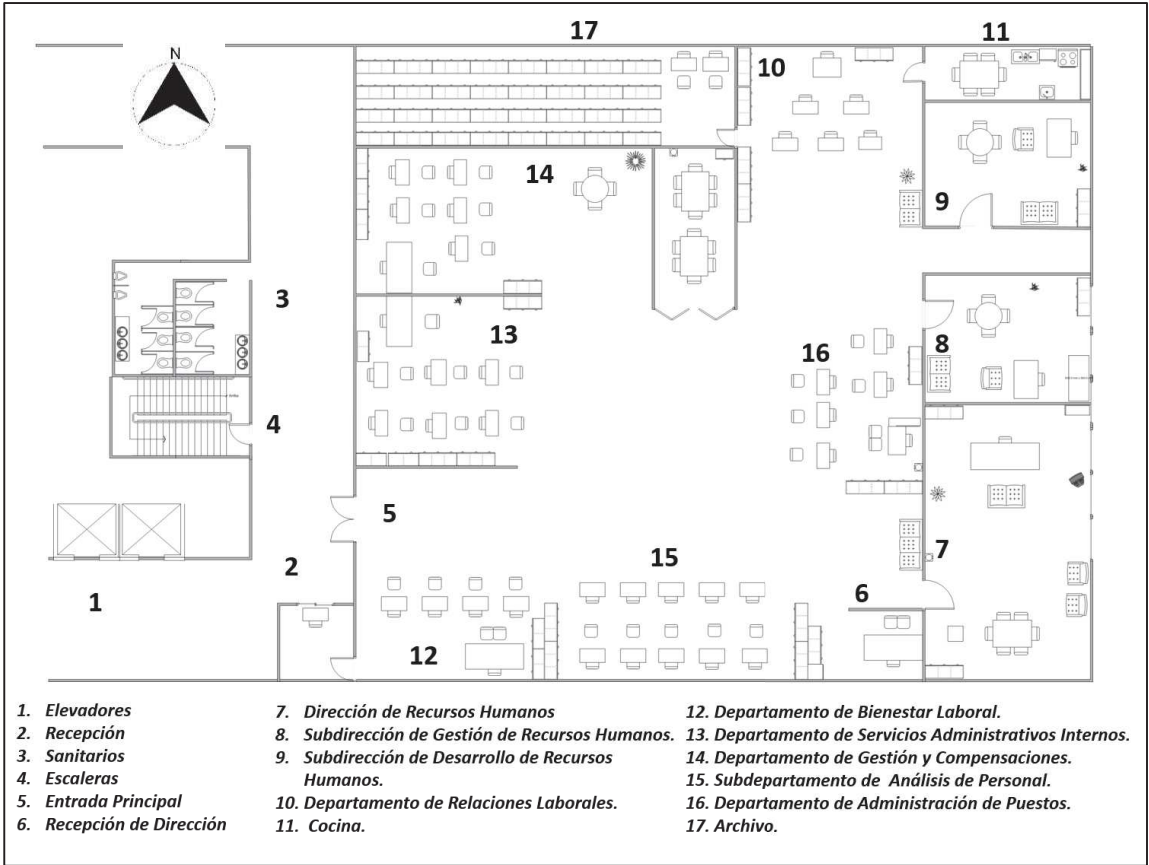 17
11
N
10
14
9
3
13
8
16
4
5
7
15
2
6
1
12
1. Elevadores
2. Recepción
3. Sanitarios
4. Escaleras
5. Entrada Principal
6. Recepción de Dirección
7. Dirección de Recursos Humanos
8. Subdirección de Gestión de Recursos Humanos.
9. Subdirección de Desarrollo de Recursos
Humanos.
10. Departamento de Relaciones Laborales.
11. Cocina.
12. Departamento de Bienestar Laboral.
13. Departamento de Servicios Administrativos Internos.
14. Departamento de Gestión y Compensaciones.
15. Subdepartamento de Análisis de Personal.
16. Departamento de Administración de Puestos.
17. Archivo.